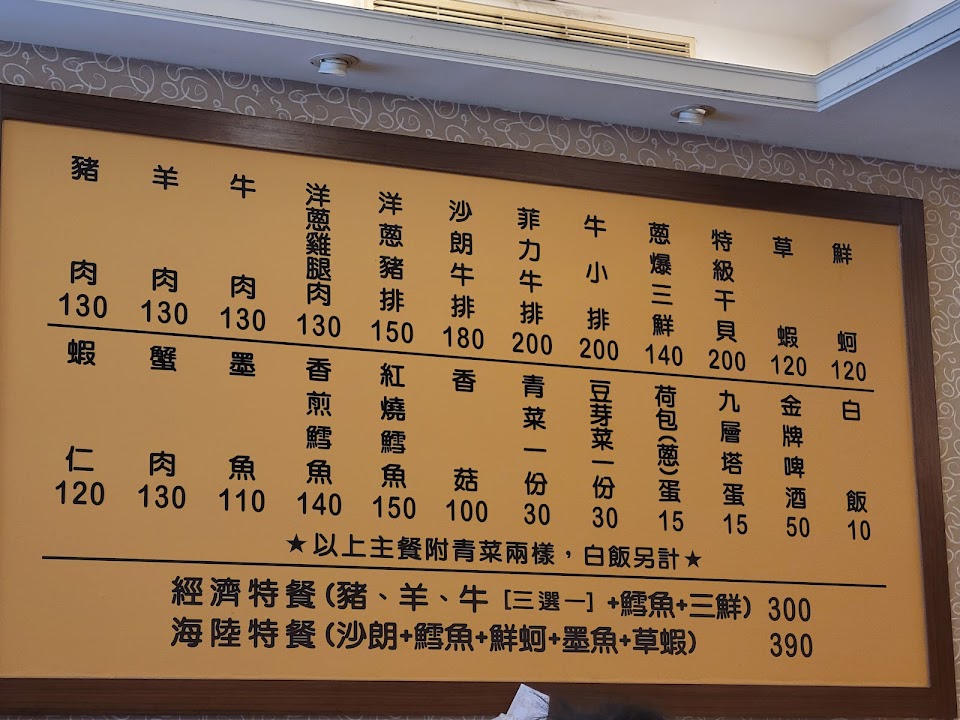 豬肉 130
羊肉 130
牛肉 130
洋蔥雞腿肉 130
洋蔥豬排 150
沙朗牛排 180
菲力牛排 200
牛小排 200
蔥爆三鮮 140
特級干貝 200
草蝦 120
鮮蚵 120
蝦仁 120
蟹肉 130
墨魚 110
香煎鱈魚 140
紅燒鱈魚 150
香菇 100
青菜一份 30
豆芽菜一份 30
荷包(蔥)蛋 15
九層塔蛋 15
金牌啤酒 50
白飯 10
★以上主餐附青菜兩樣，白飯另計★
經濟特餐(豬、羊、牛［三選一］+鱈魚+三鮮) 300
海陸特餐(沙朗+鱈魚+鮮蚵+墨魚+草蝦) 390